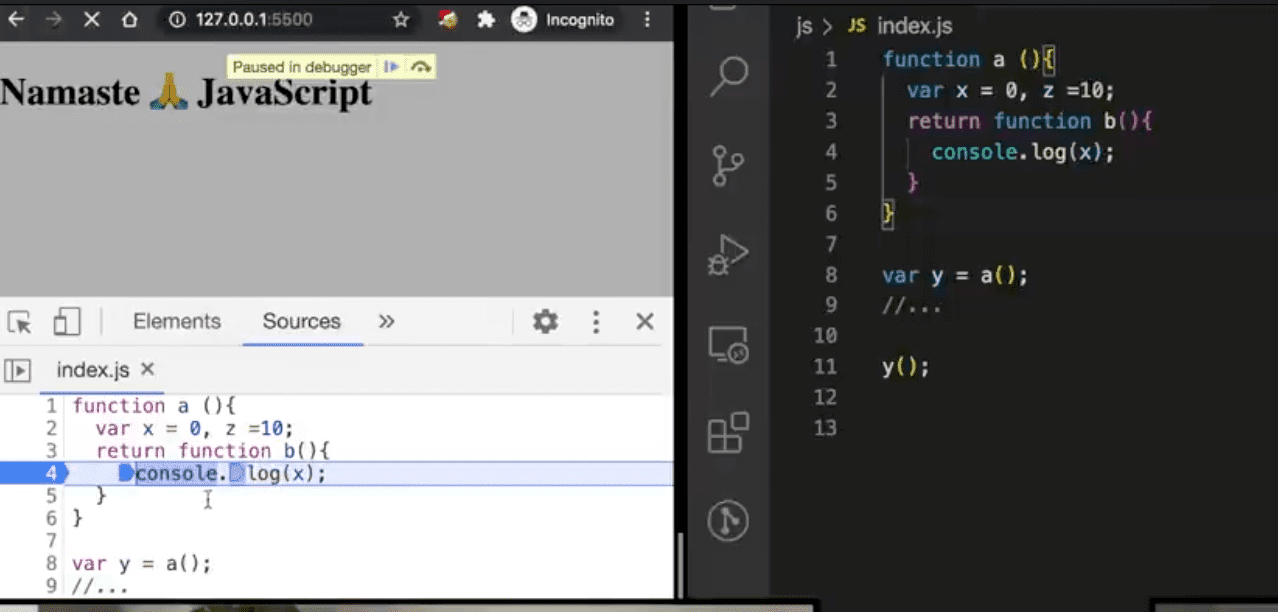 127.0.0.1:5500
Incognito
Paused in debugger
Namaste 🙏 JavaScript
Elements
Sources
index.js
1 function a (){
2 var x = 0, z =10;
3 return function b(){
4 console.log(x);
5 }
6 }
7
8 var y = a();
9 //...
js > JS index.js
1 function a (){
2 var x = 0, z =10;
3 return function b(){
4 console.log(x);
5 }
6 }
7
8 var y = a();
9 //...
10
11 y();
12
13